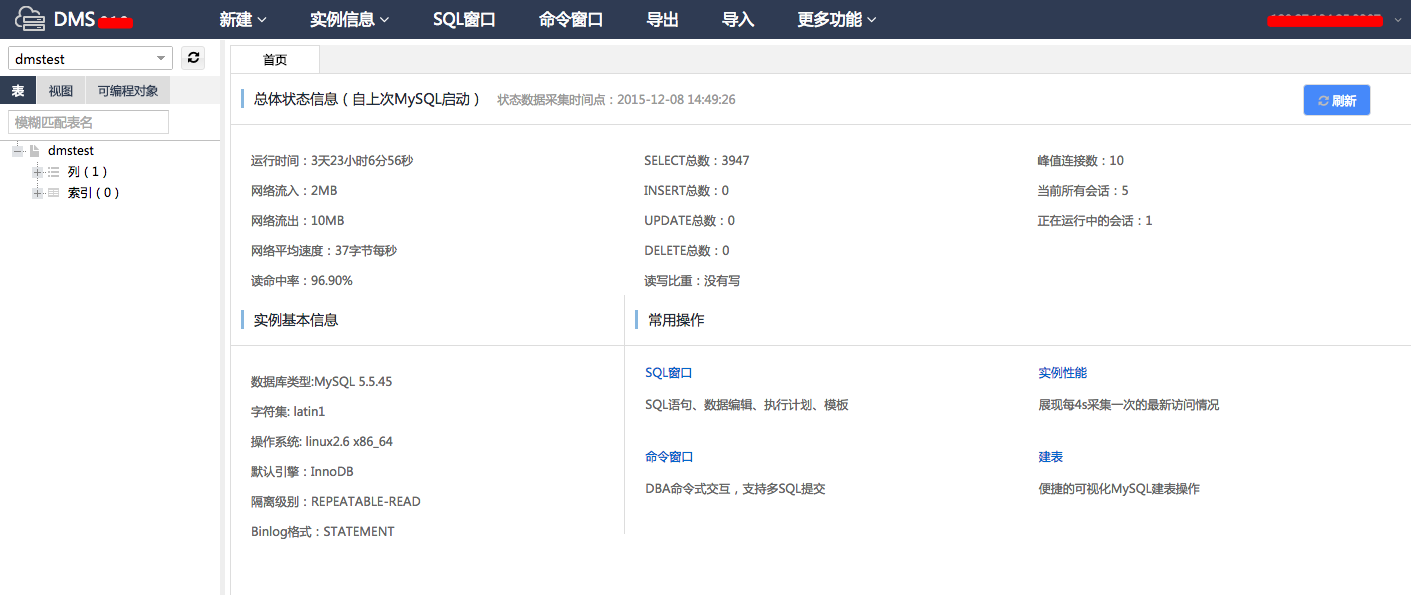 DMS
新建 实例信息 SQL窗口 命令窗口 导出 导入 更多功能
dmstest
首页
表 视图 可编程对象
模糊匹配表名
dmstest
列 ( 1 )
索引 ( 0 )
总体状态信息 ( 自上次MySQL启动 ) 状态数据采集时间点：2015-12-08 14:49:26
刷新
运行时间：3天23小时6分56秒
网络流入：2MB
网络流出：10MB
网络平均速度：37字节每秒
读命中率：96.90%
SELECT总数：3947
INSERT总数：0
UPDATE总数：0
DELETE总数：0
读写比重：没有写
峰值连接数：10
当前所有会话：5
正在运行中的会话：1
实例基本信息
数据库类型:MySQL 5.5.45
字符集: latin1
操作系统: linux2.6 x86_64
默认引擎：InnoDB
隔离级别：REPEATABLE-READ
Binlog格式：STATEMENT
常用操作
SQL窗口
SQL语句、数据编辑、执行计划、模板
实例性能
展现每4s采集一次的最新访问情况
命令窗口
DBA命令式交互，支持多SQL提交
建表
便捷的可视化MySQL建表操作